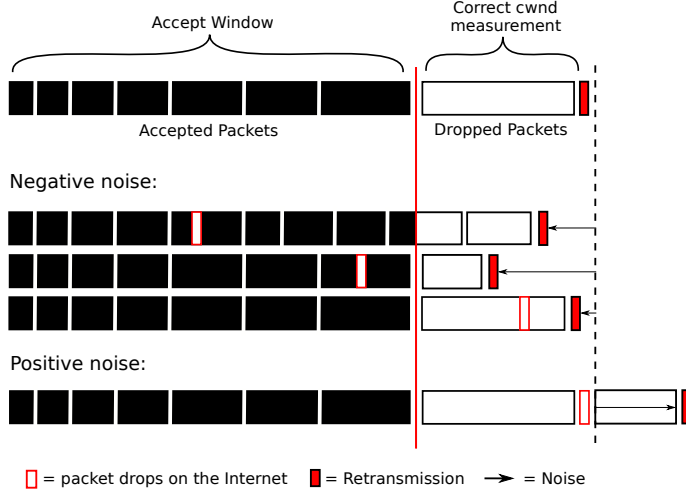 Accept Window
Correct cwnd
measurement
Accepted Packets
Dropped Packets
Negative noise:
Positive noise:
= packet drops on the Internet
= Retransmission
= Noise